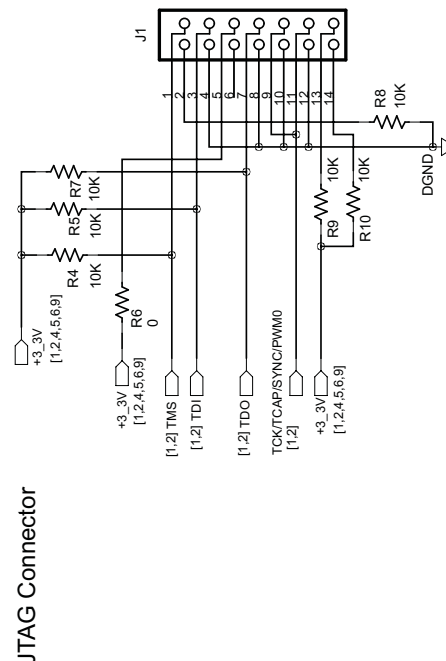 JTAG Connector
J1
1
2
3
4
5
6
7
8
9
10
11
12
13
14
R8
10K
DGND
R7
10K
R5
10K
R4
10K
R6
0
10K
R9
10K
R10
+3_3V
[1,2,4,5,6,9]
+3_3V
[1,2,4,5,6,9]
[1,2] TMS
[1,2] TDI
[1,2] TDO
TCK/TCAP/SYNC/PWM0
[1,2]
+3_3V
[1,2,4,5,6,9]